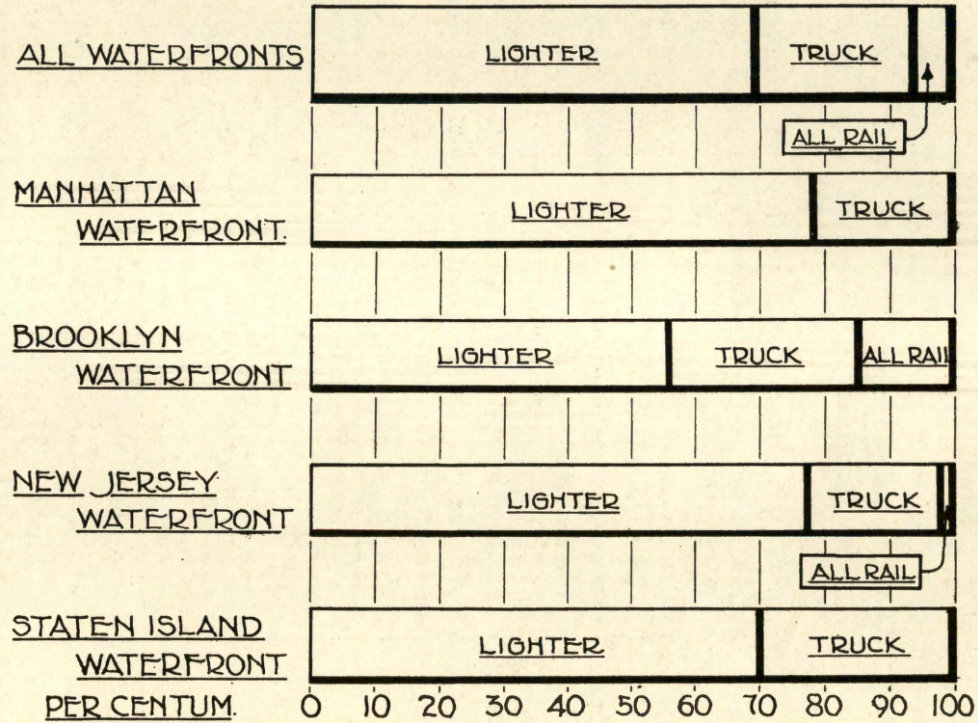 ALL WATERFRONTS
LIGHTER
TRUCK
ALL RAIL
MANHATTAN
WATERFRONT.
LIGHTER
TRUCK
BROOKLYN
WATERFRONT
LIGHTER
TRUCK
ALL RAIL
NEW JERSEY
WATERFRONT
LIGHTER
TRUCK
ALL RAIL
STATEN ISLAND
WATERFRONT
LIGHTER
TRUCK
PER CENTUM. 0 10 20 30 40 50 60 70 80 90 100